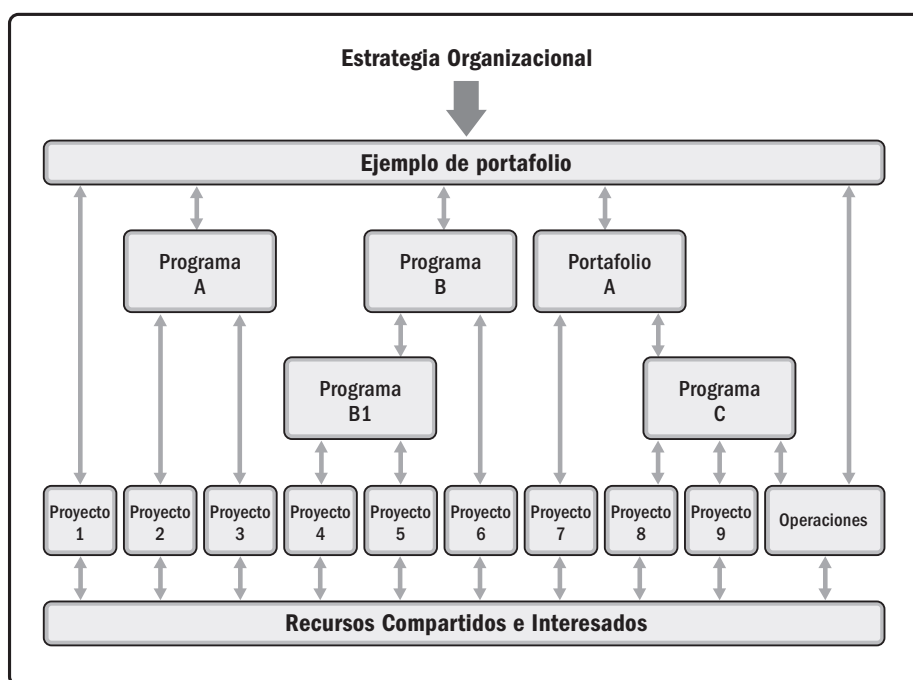 Estrategia Organizacional
Ejemplo de portafolio
Programa
A
Programa
B
Portafolio
A
Programa
B1
Programa
C
Proyecto
1
Proyecto
2
Proyecto
3
Proyecto
4
Proyecto
5
Proyecto
6
Proyecto
7
Proyecto
8
Proyecto
9
Operaciones
Recursos Compartidos e Interesados